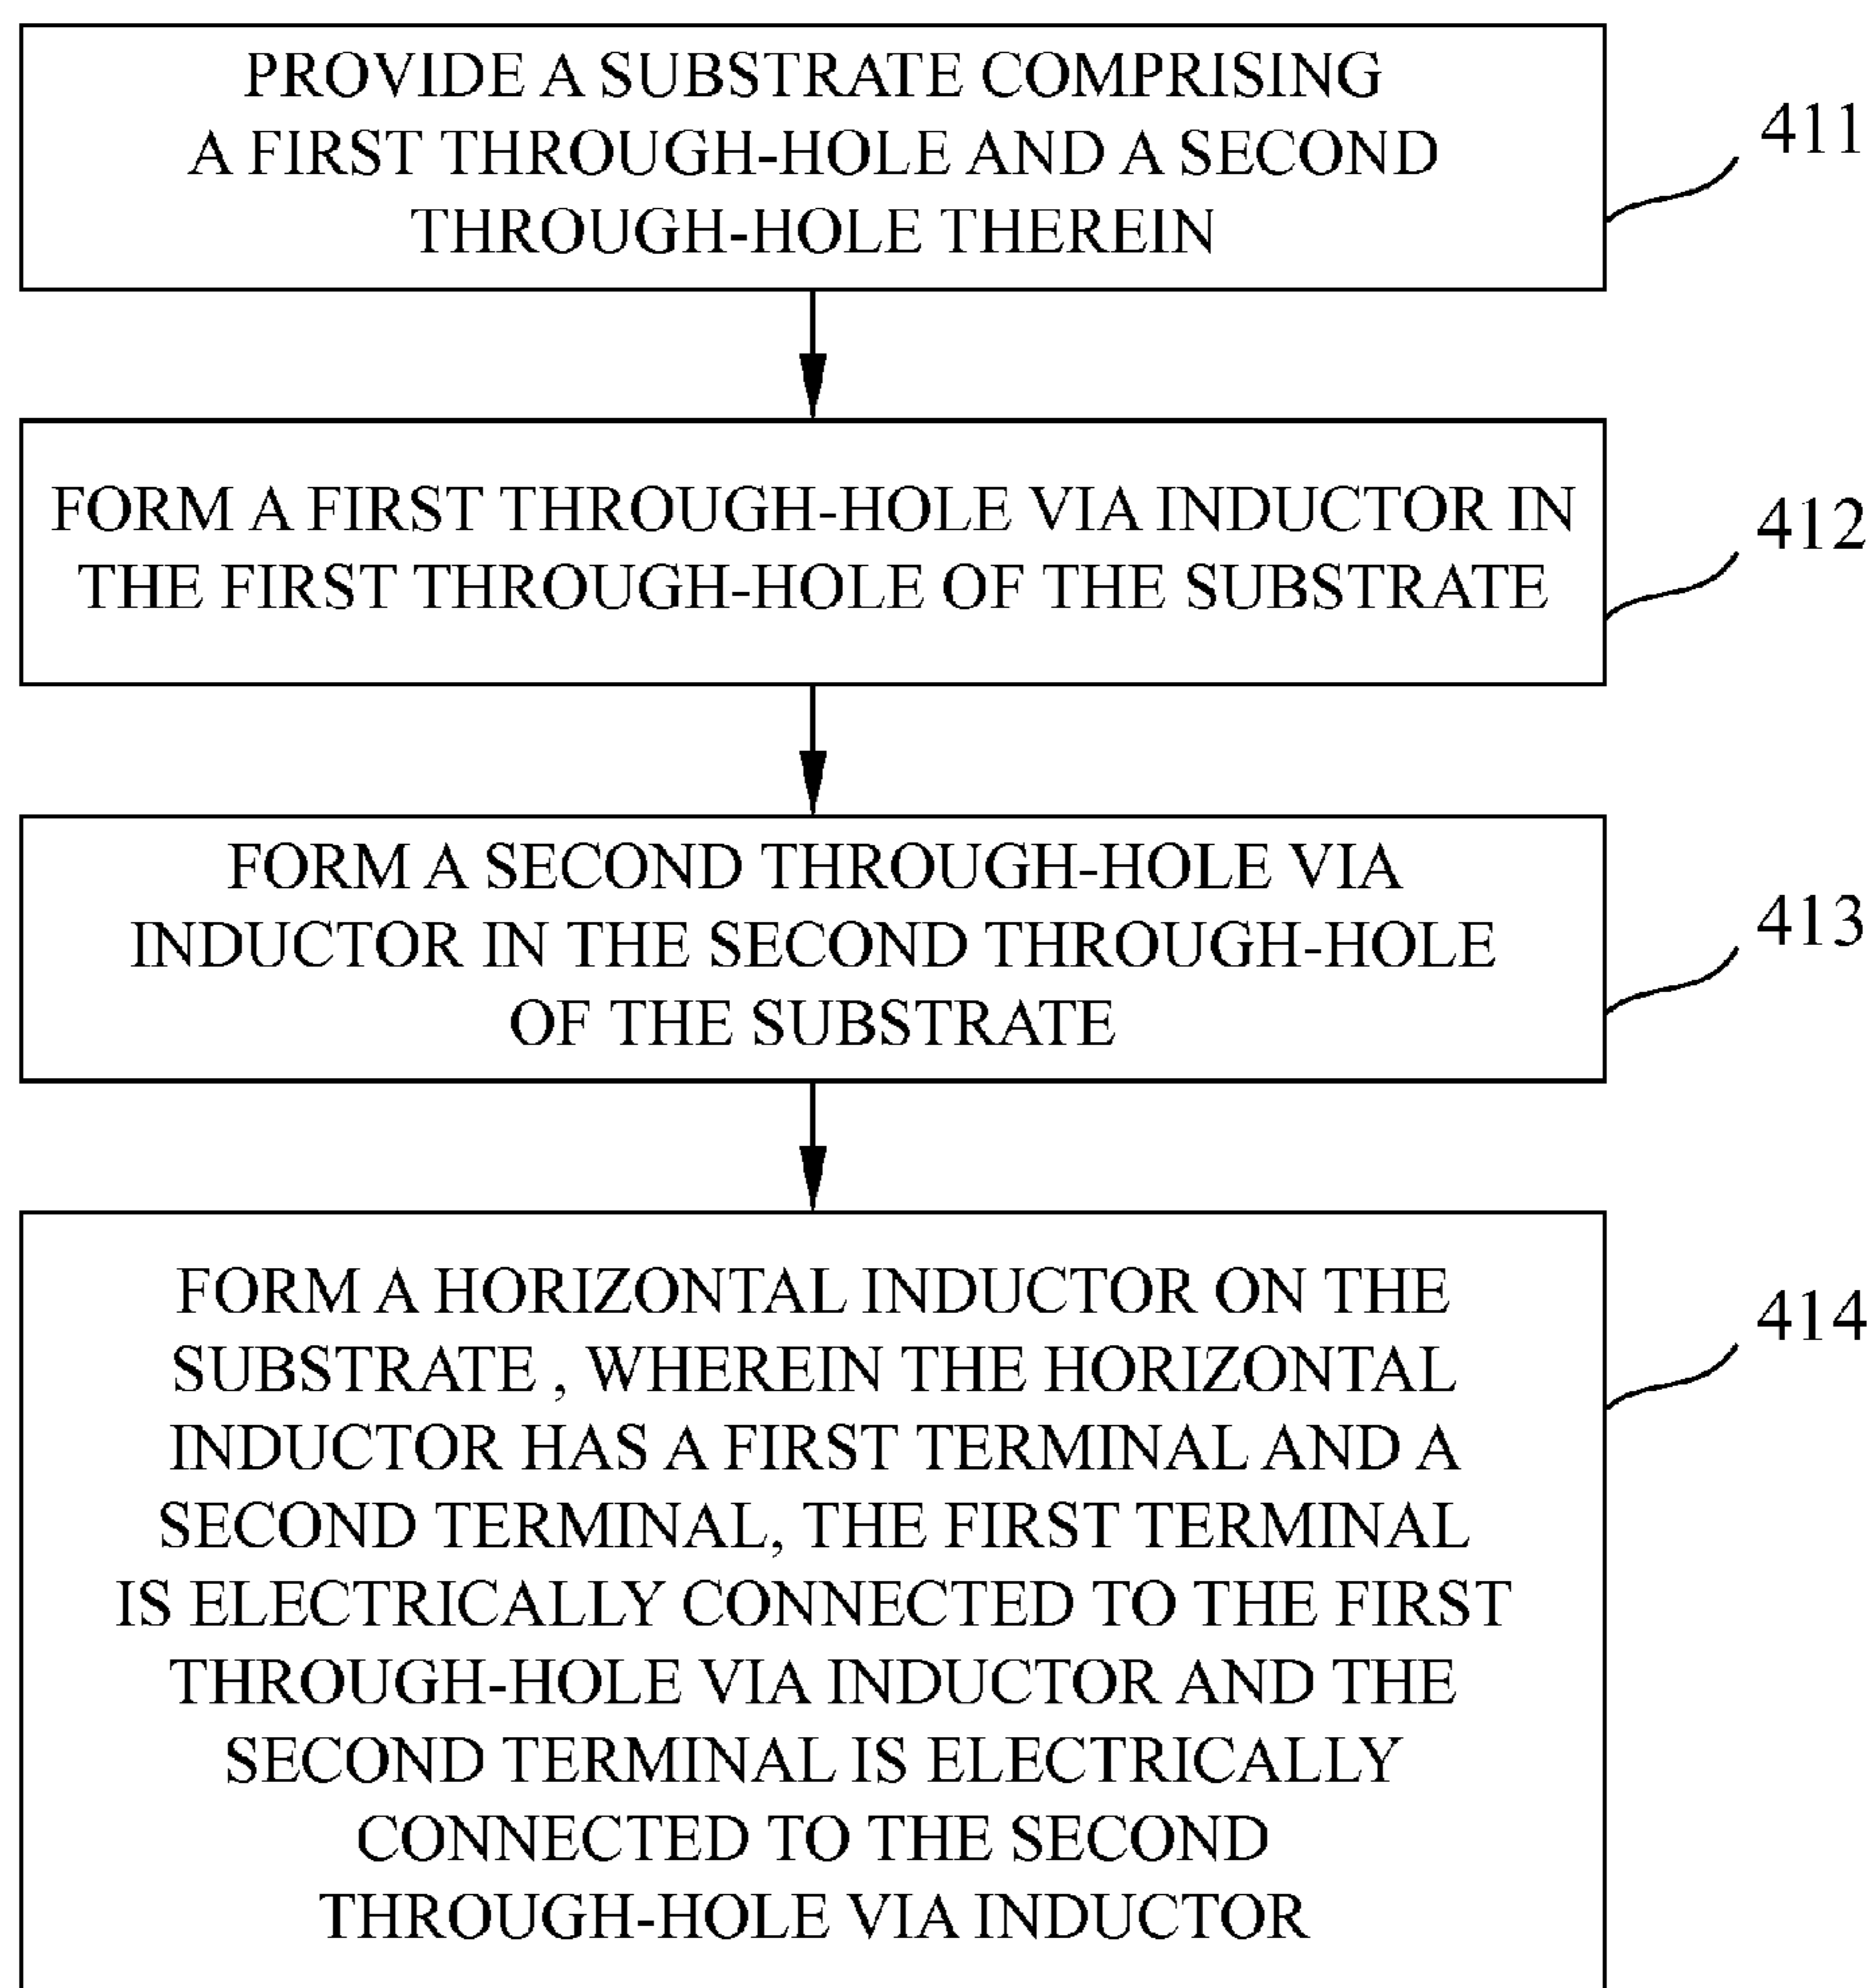 PROVIDE A SUBSTRATE COMPRISING
A FIRST THROUGH-HOLE AND A SECOND
THROUGH-HOLE THEREIN
411
FORM A FIRST THROUGH-HOLE VIA INDUCTOR IN
THE FIRST THROUGH-HOLE OF THE SUBSTRATE
412
FORM A SECOND THROUGH-HOLE VIA
INDUCTOR IN THE SECOND THROUGH-HOLE
OF THE SUBSTRATE
413
FORM A HORIZONTAL INDUCTOR ON THE
SUBSTRATE , WHEREIN THE HORIZONTAL
INDUCTOR HAS A FIRST TERMINAL AND A
SECOND TERMINAL, THE FIRST TERMINAL
IS ELECTRICALLY CONNECTED TO THE FIRST
THROUGH-HOLE VIA INDUCTOR AND THE
SECOND TERMINAL IS ELECTRICALLY
CONNECTED TO THE SECOND
THROUGH-HOLE VIA INDUCTOR
414